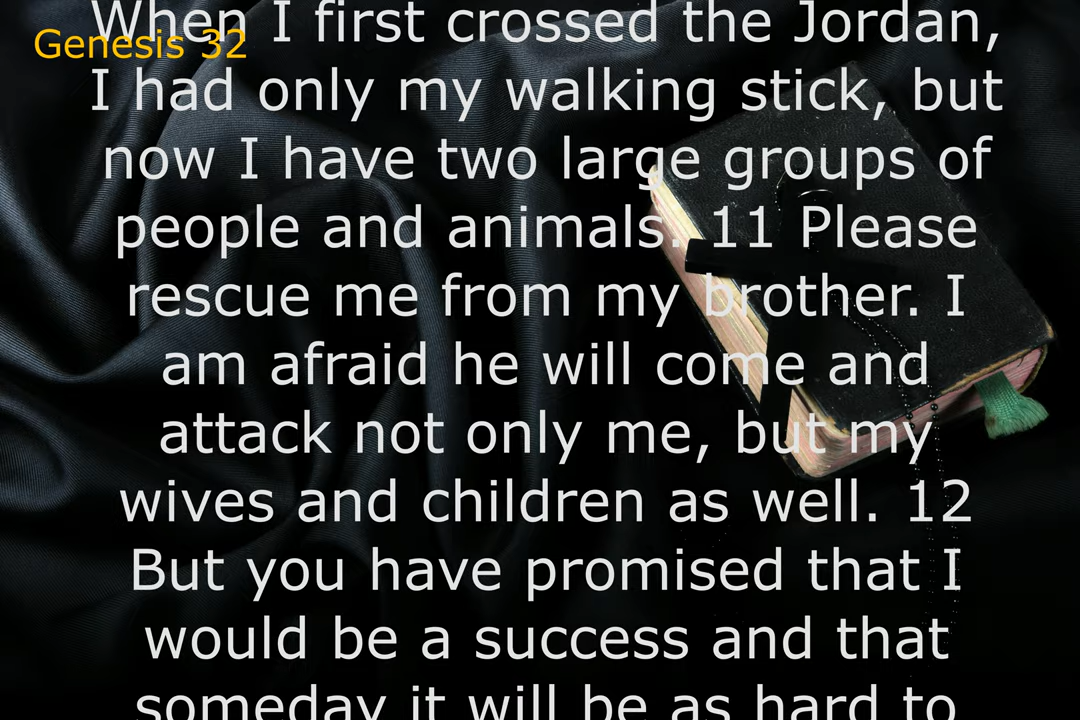 Genesis 32
When I first crossed the Jordan,
I had only my walking stick, but
now I have two large groups of
people and animals. 11 Please
rescue me from my brother. I
am afraid he will come and
attack not only me, but my
wives and children as well. 12
But you have promised that I
would be a success and that
someday it will be as hard to